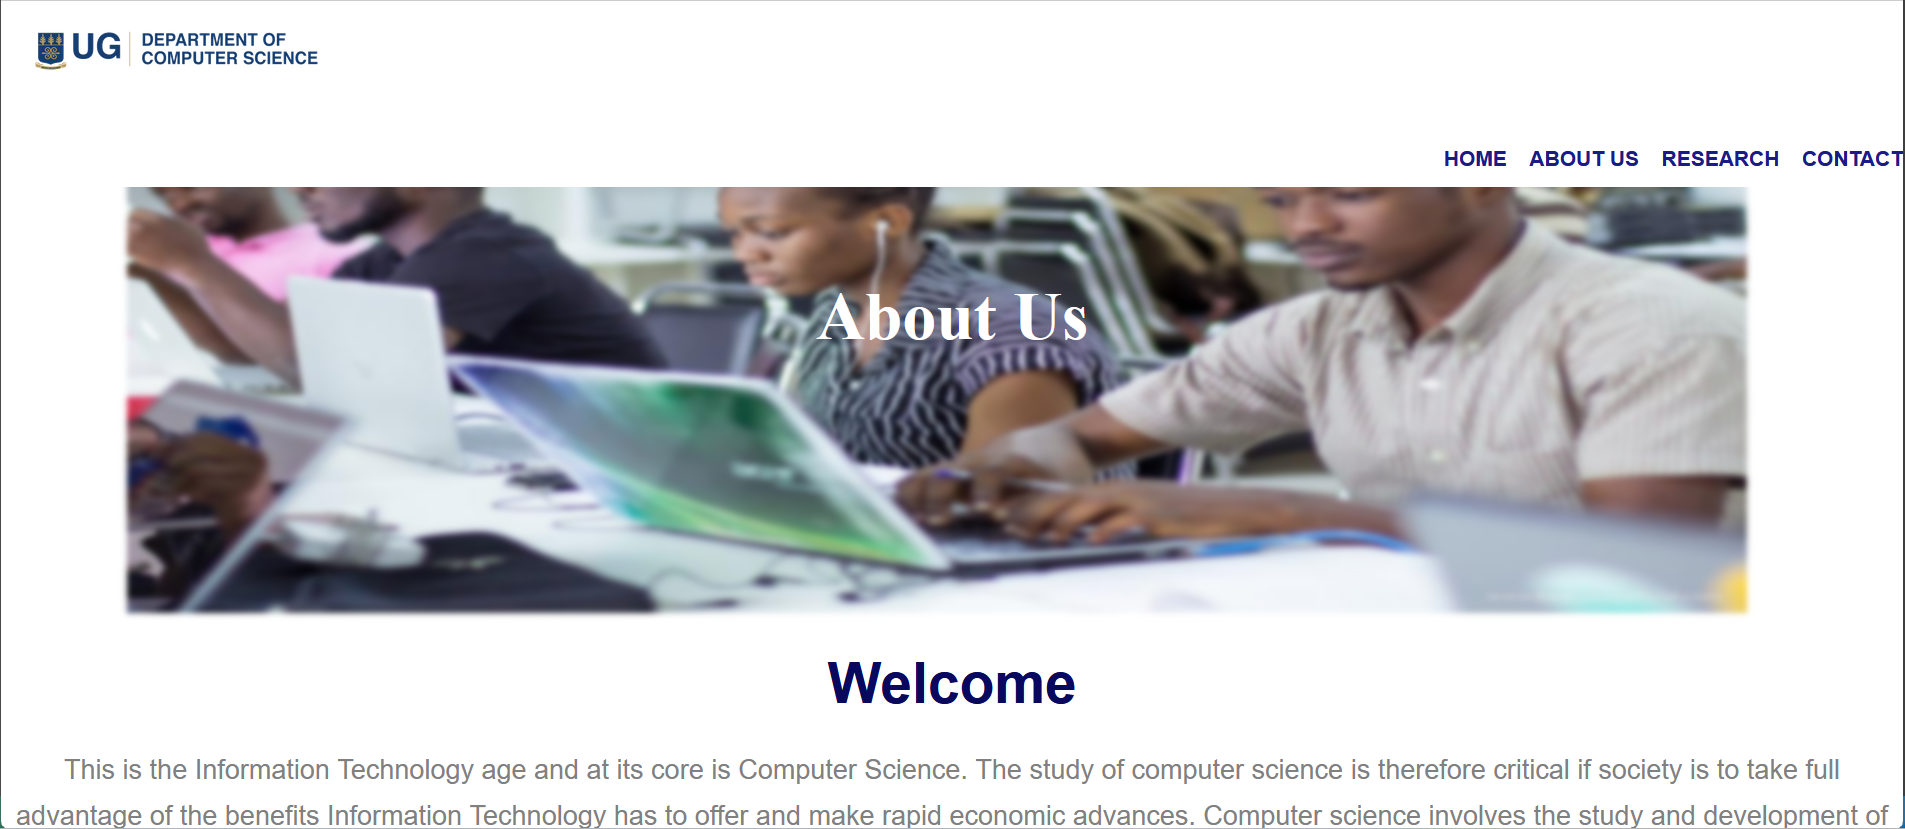 UG
DEPARTMENT OF
COMPUTER SCIENCE
HOME ABOUT US RESEARCH CONTACT
About Us
Welcome
This is the Information Technology age and at its core is Computer Science. The study of computer science is therefore critical if society is to take full
advantage of the benefits Information Technology has to offer and make rapid economic advances. Computer science involves the study and development of